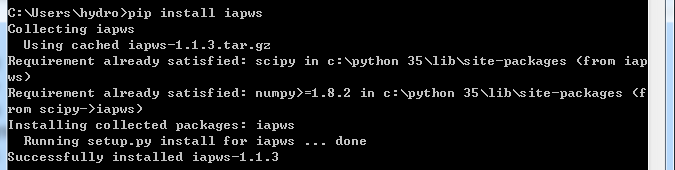 C:\Users\hydro>pip install iapws
Collecting iapws
  Using cached iapws-1.1.3.tar.gz
Requirement already satisfied: scipy in c:\python 35\lib\site-packages (from iap
ws)
Requirement already satisfied: numpy>=1.8.2 in c:\python 35\lib\site-packages (f
rom scipy->iapws)
Installing collected packages: iapws
  Running setup.py install for iapws ... done
Successfully installed iapws-1.1.3